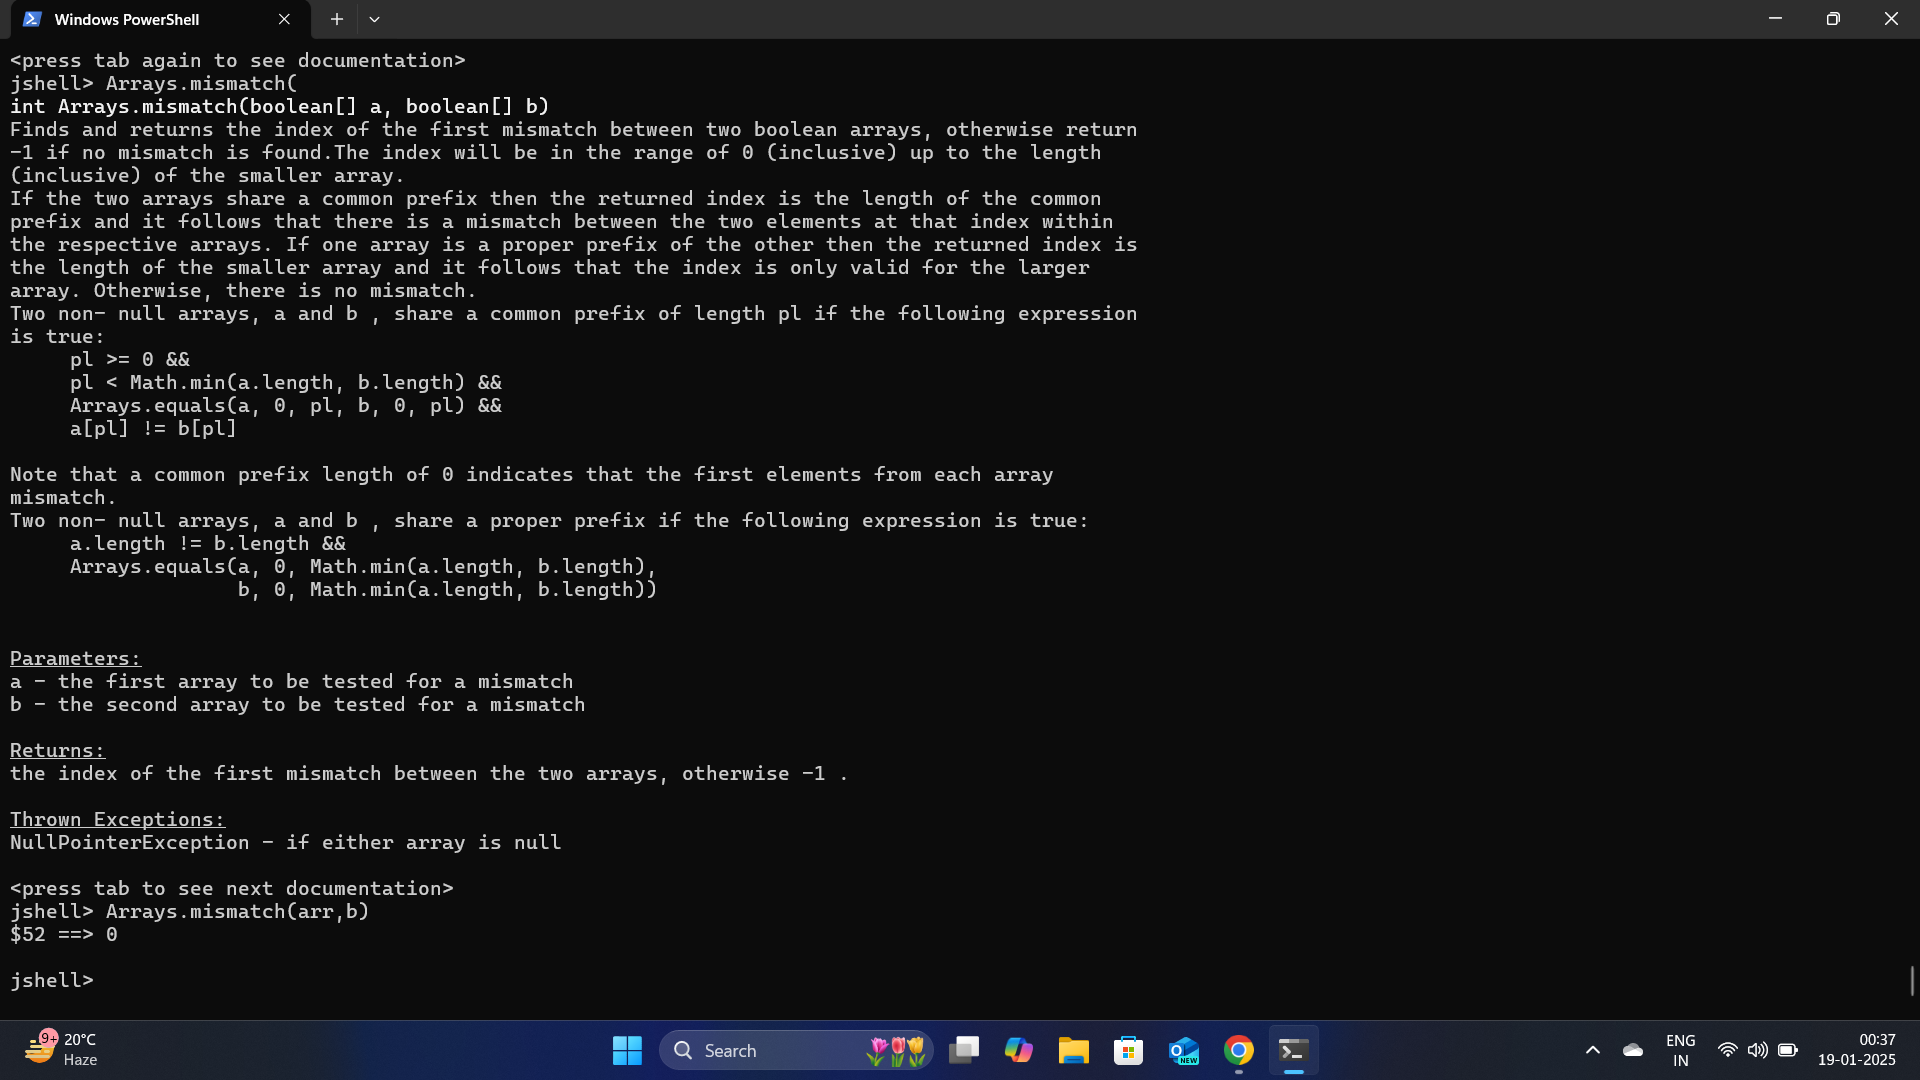 Windows PowerShell
<press tab again to see documentation>
jshell> Arrays.mismatch(
int Arrays.mismatch(boolean[] a, boolean[] b)
Finds and returns the index of the first mismatch between two boolean arrays, otherwise return
-1 if no mismatch is found.The index will be in the range of 0 (inclusive) up to the length
(inclusive) of the smaller array.
If the two arrays share a common prefix then the returned index is the length of the common
prefix and it follows that there is a mismatch between the two elements at that index within
the respective arrays. If one array is a proper prefix of the other then the returned index is
the length of the smaller array and it follows that the index is only valid for the larger
array. Otherwise, there is no mismatch.
Two non- null arrays, a and b , share a common prefix of length pl if the following expression
is true:
     pl >= 0 &&
     pl < Math.min(a.length, b.length) &&
     Arrays.equals(a, 0, pl, b, 0, pl) &&
     a[pl] != b[pl]

Note that a common prefix length of 0 indicates that the first elements from each array
mismatch.
Two non- null arrays, a and b , share a proper prefix if the following expression is true:
     a.length != b.length &&
     Arrays.equals(a, 0, Math.min(a.length, b.length),
                   b, 0, Math.min(a.length, b.length))

Parameters:
a - the first array to be tested for a mismatch
b - the second array to be tested for a mismatch

Returns:
the index of the first mismatch between the two arrays, otherwise -1 .

Thrown Exceptions:
NullPointerException - if either array is null

<press tab to see next documentation>
jshell> Arrays.mismatch(arr,b)
$52 ==> 0

jshell>
9+
20°C
Haze
Search
NEW
ENG
IN
00:37
19-01-2025